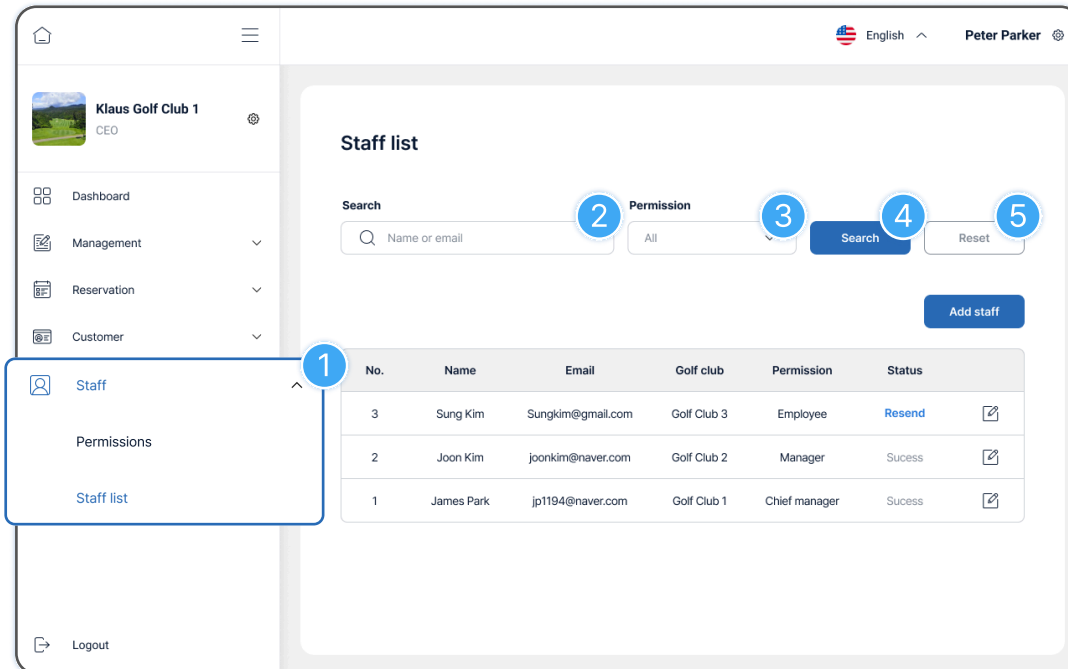 English
Peter Parker
Klaus Golf Club 1
CEO
Dashboard
Management
Reservation
Customer
1
Staff
Permissions
Staff list
Logout
Staff list
Search
Permission
2
3
4
5
Name or email
All
Search
Reset
Add staff
No. Name Email Golf club Permission Status
3 Sung Kim Sungkim@gmail.com Golf Club 3 Employee Resend
2 Joon Kim joonkim@naver.com Golf Club 2 Manager Sucess
1 James Park jp1194@naver.com Golf Club 1 Chief manager Sucess